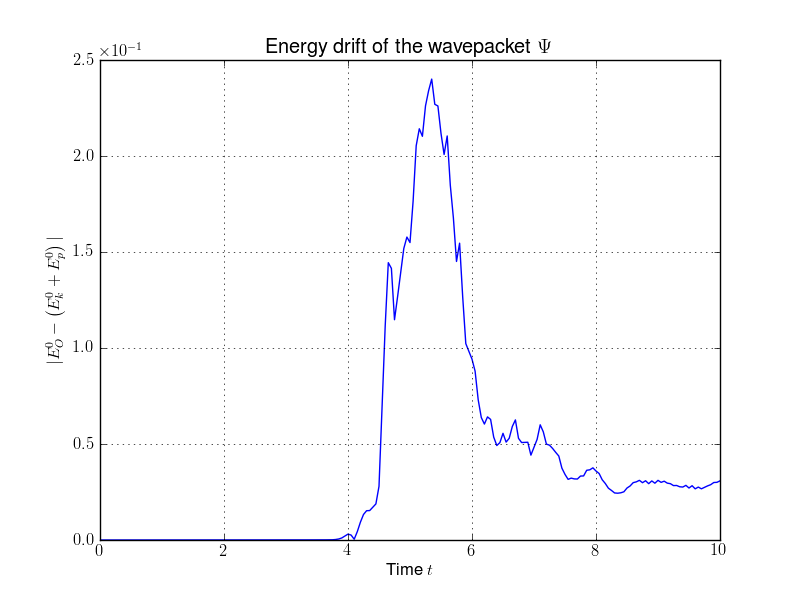 Energy drift of the wavepacket Ψ
×10⁻¹
2.5
2.0
1.5
1.0
0.5
0.0
|E_O^0 − (E_k^0 + E_p^0)|
0 2 4 6 8 10
Time t